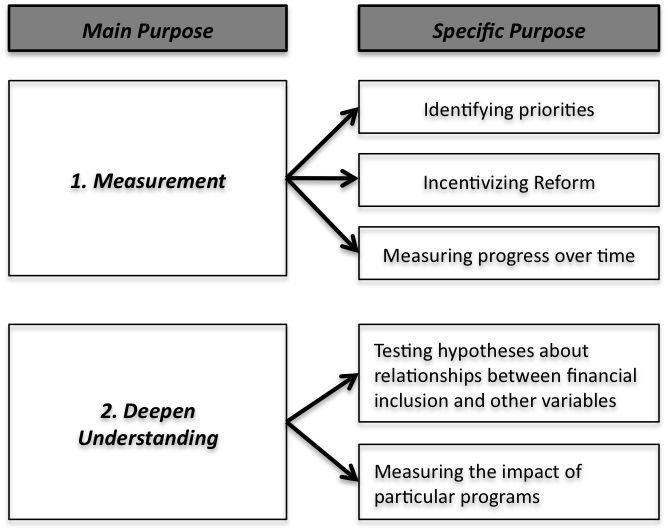 Main Purpose
Specific Purpose
1. Measurement
Identifying priorities
Incentivizing Reform
Measuring progress over time
2. Deepen
Understanding
Testing hypotheses about
relationships between financial
inclusion and other variables
Measuring the impact of
particular programs